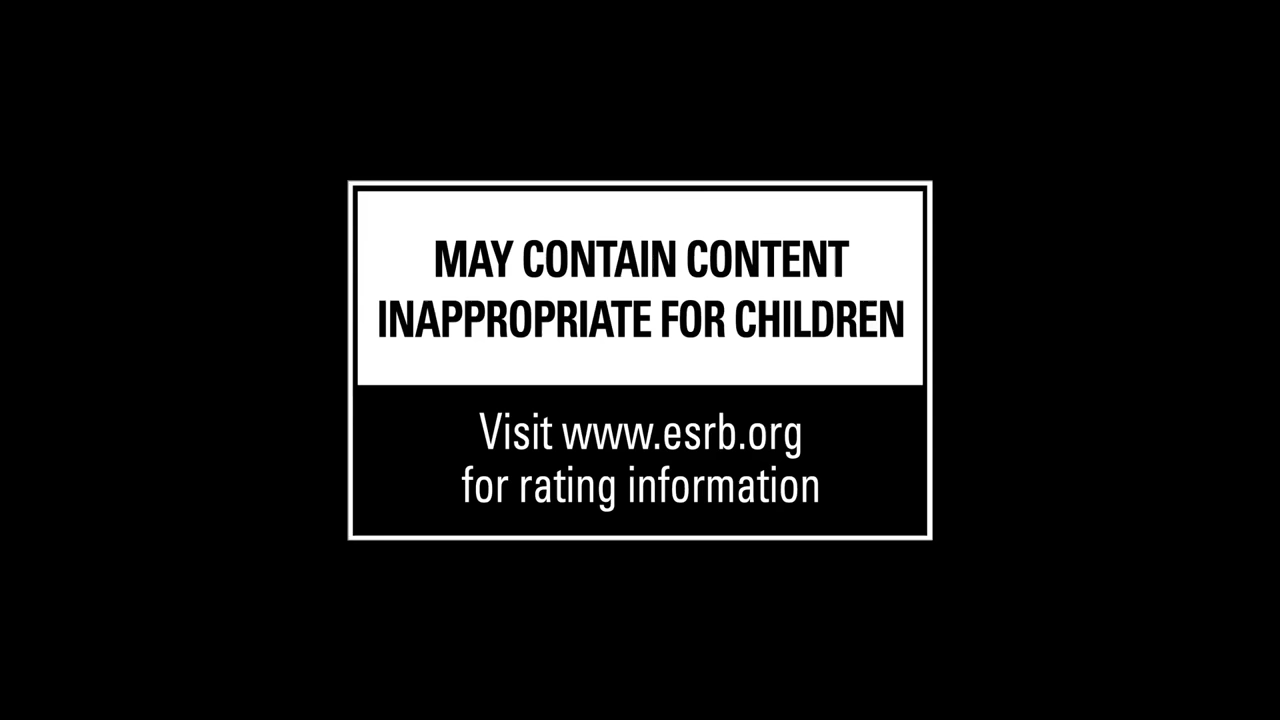 MAY CONTAIN CONTENT
INAPPROPRIATE FOR CHILDREN
Visit www.esrb.org
for rating information